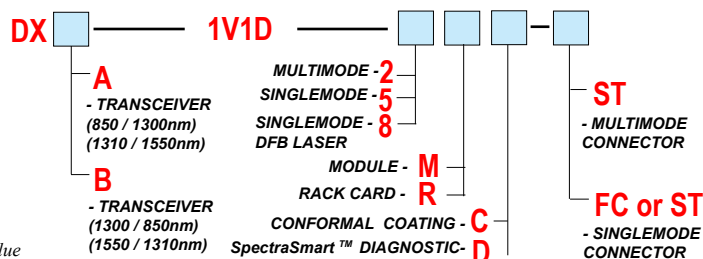 DX 1V1D -
A
- TRANSCEIVER
(850 / 1300nm)
(1310 / 1550nm)
B
- TRANSCEIVER
(1300 / 850nm)
(1550 / 1310nm)
MULTIMODE - 2
SINGLEMODE - 5
SINGLEMODE - 8
DFB LASER
MODULE - M
RACK CARD - R
CONFORMAL COATING - C
SpectraSmart ™ DIAGNOSTIC- D
ST
- MULTIMODE
CONNECTOR
FC or ST
- SINGLEMODE
CONNECTOR
lue